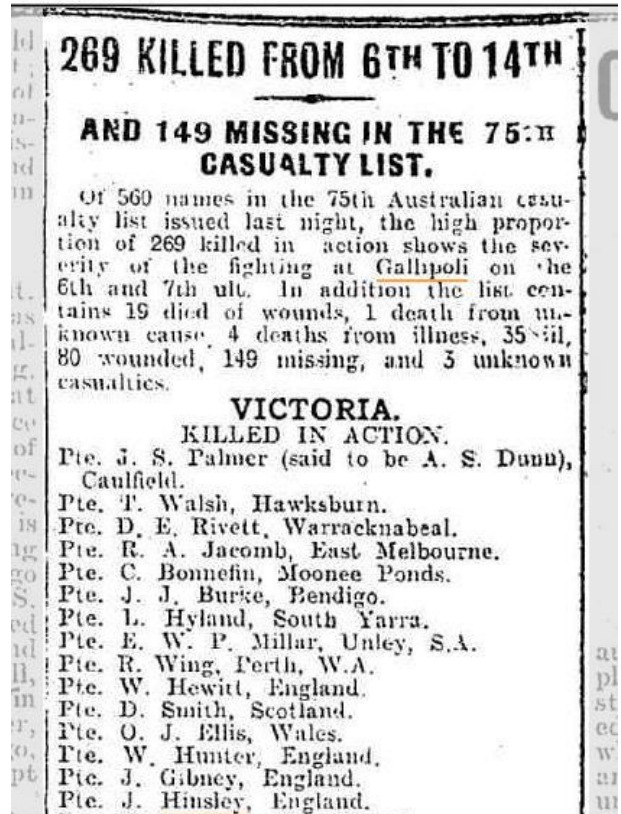 269 KILLED FROM 6TH TO 14TH
AND 149 MISSING IN THE 75TH
CASUALTY LIST.
Of 560 names in the 75th Australian casu-
alty list issued last night, the high propor-
tion of 269 killed in action shows the sev-
erity of the fighting at Gallipoli on the
6th and 7th ult. In addition the list con-
tains 19 died of wounds, 1 death from un-
known cause, 4 deaths from illness, 35 ill,
80 wounded, 149 missing, and 3 unknown
casualties.
VICTORIA.
KILLED IN ACTION.
Pte. J. S. Palmer (said to be A. S. Dunn),
Caulfield.
Pte. T. Walsh, Hawksburn.
Pte. D. E. Rivett, Warracknabeal.
Pte. R. A. Jacomb, East Melbourne.
Pte. C. Bonnefin, Moonee Ponds.
Pte. J. J. Burke, Bendigo.
Pte. L. Hyland, South Yarra.
Pte. E. W. P. Millar, Unley, S.A.
Pte. R. Wing, Perth, W.A.
Pte. W. Hewitt, England.
Pte. D. Smith, Scotland.
Pte. O. J. Ellis, Wales.
Pte. W. Hunter, England.
Pte. J. Gibney, England.
Pte. J. Hinsley, England.